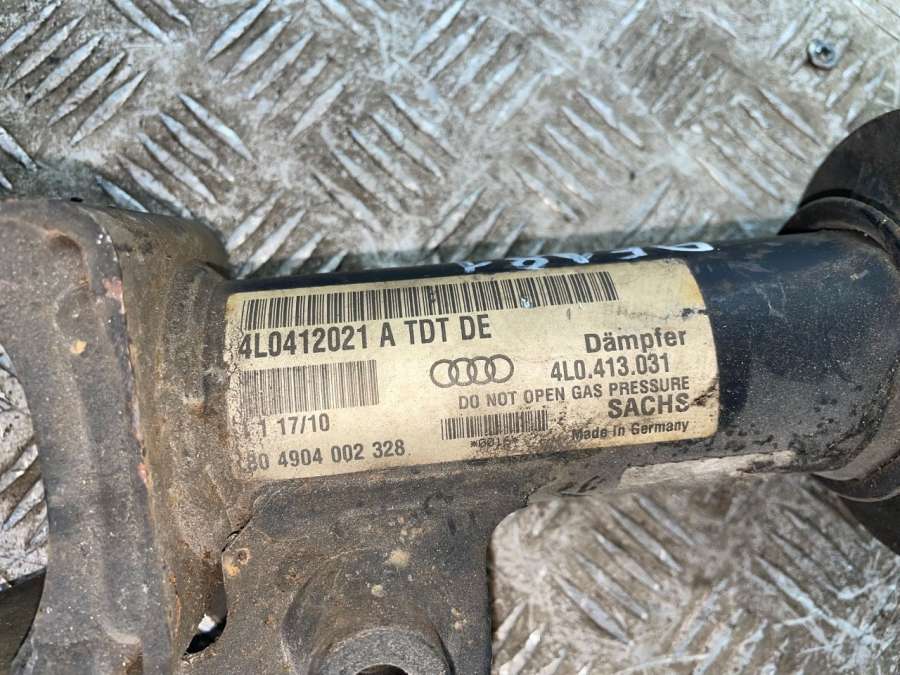 4L0412021 A TDT DE
Dämpfer
4L0.413.031
DO NOT OPEN GAS PRESSURE
SACHS
Made in Germany
1 17/10
4904 002 328